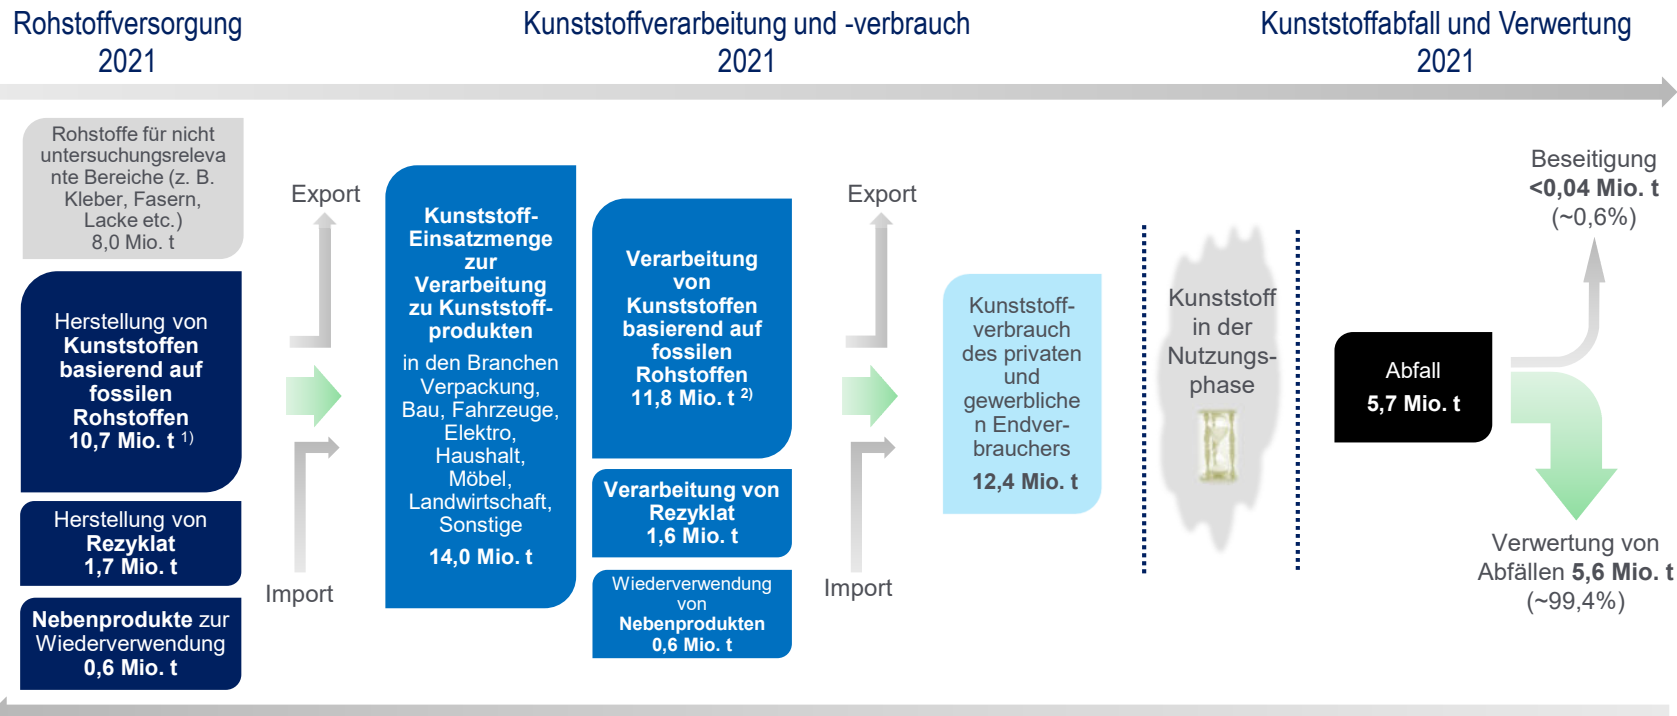 Rohstoffversorgung
2021
Kunststoffverarbeitung und -verbrauch
2021
Kunststoffabfall und Verwertung
2021
Rohstoffe für nicht
untersuchungsreleva
nte Bereiche (z. B.
Kleber, Fasern,
Lacke etc.)
8,0 Mio. t
Herstellung von
Kunststoffen
basierend auf
fossilen
Rohstoffen
10,7 Mio. t 1)
Herstellung von
Rezyklat
1,7 Mio. t
Nebenprodukte zur
Wiederverwendung
0,6 Mio. t
Export
Import
Kunststoff-
Einsatzmenge
zur
Verarbeitung
zu Kunststoff-
produkten
in den Branchen
Verpackung,
Bau, Fahrzeuge,
Elektro,
Haushalt,
Möbel,
Landwirtschaft,
Sonstige
14,0 Mio. t
Verarbeitung
von
Kunststoffen
basierend auf
fossilen
Rohstoffen
11,8 Mio. t 2)
Verarbeitung von
Rezyklat
1,6 Mio. t
Wiederverwendung
von
Nebenprodukten
0,6 Mio. t
Export
Import
Kunststoff-
verbrauch
des privaten
und
gewerbliche
n Endver-
brauchers
12,4 Mio. t
Kunststoff
in der
Nutzungs-
phase
Abfall
5,7 Mio. t
Beseitigung
<0,04 Mio. t
(~0,6%)
Verwertung von
Abfällen 5,6 Mio. t
(~99,4%)